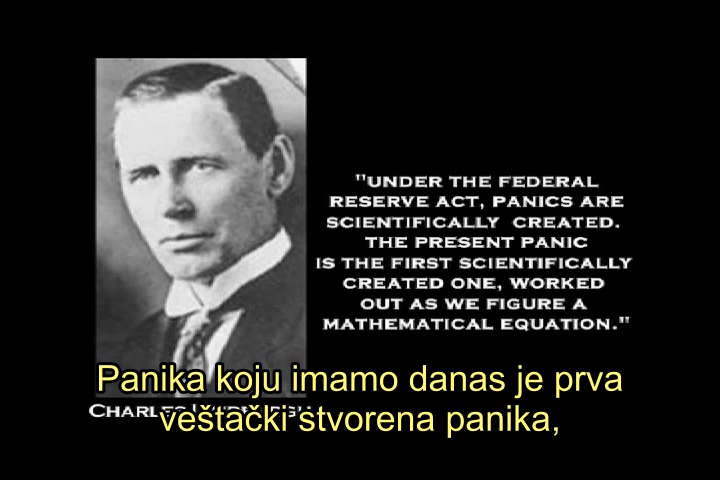 "UNDER THE FEDERAL
RESERVE ACT, PANICS ARE
SCIENTIFICALLY CREATED.
THE PRESENT PANIC
IS THE FIRST SCIENTIFICALLY
CREATED ONE, WORKED
OUT AS WE FIGURE A
MATHEMATICAL EQUATION."
Panika koju imamo danas je prva
CHARLES
veštački stvorena panika,